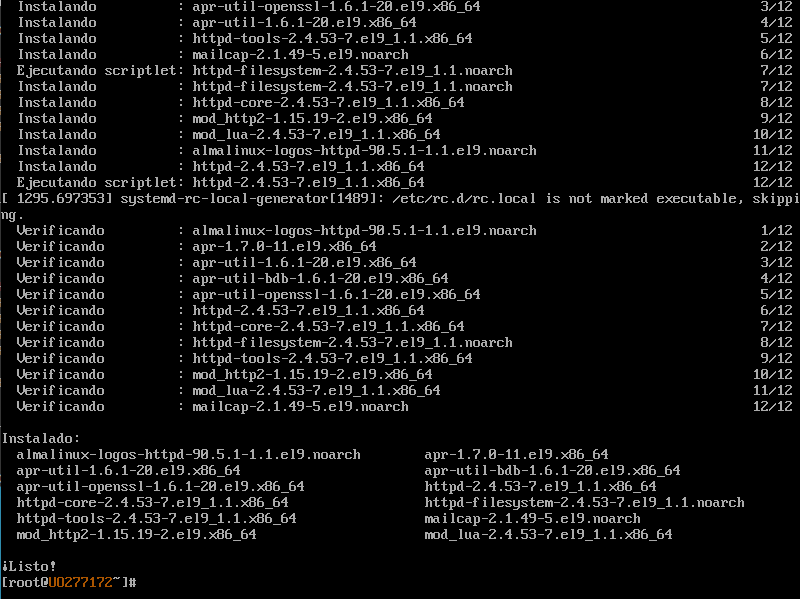 Instalando : apr-util-openssl-1.6.1-20.el9.x86_64 3/12
Instalando : apr-util-1.6.1-20.el9.x86_64 4/12
Instalando : httpd-tools-2.4.53-7.el9_1.1.x86_64 5/12
Instalando : mailcap-2.1.49-5.el9.noarch 6/12
Ejecutando scriptlet: httpd-filesystem-2.4.53-7.el9_1.1.noarch 7/12
Instalando : httpd-filesystem-2.4.53-7.el9_1.1.noarch 7/12
Instalando : httpd-core-2.4.53-7.el9_1.1.x86_64 8/12
Instalando : mod_http2-1.15.19-2.el9.x86_64 9/12
Instalando : mod_lua-2.4.53-7.el9_1.1.x86_64 10/12
Instalando : almalinux-logos-httpd-90.5.1-1.1.el9.noarch 11/12
Instalando : httpd-2.4.53-7.el9_1.1.x86_64 12/12
Ejecutando scriptlet: httpd-2.4.53-7.el9_1.1.x86_64 12/12
[ 1295.697353] systemd-rc-local-generator[1489]: /etc/rc.d/rc.local is not marked executable, skippi
ng.
Verificando : almalinux-logos-httpd-90.5.1-1.1.el9.noarch 1/12
Verificando : apr-1.7.0-11.el9.x86_64 2/12
Verificando : apr-util-1.6.1-20.el9.x86_64 3/12
Verificando : apr-util-bdb-1.6.1-20.el9.x86_64 4/12
Verificando : apr-util-openssl-1.6.1-20.el9.x86_64 5/12
Verificando : httpd-2.4.53-7.el9_1.1.x86_64 6/12
Verificando : httpd-core-2.4.53-7.el9_1.1.x86_64 7/12
Verificando : httpd-filesystem-2.4.53-7.el9_1.1.noarch 8/12
Verificando : httpd-tools-2.4.53-7.el9_1.1.x86_64 9/12
Verificando : mod_http2-1.15.19-2.el9.x86_64 10/12
Verificando : mod_lua-2.4.53-7.el9_1.1.x86_64 11/12
Verificando : mailcap-2.1.49-5.el9.noarch 12/12
Instalado:
almalinux-logos-httpd-90.5.1-1.1.el9.noarch apr-1.7.0-11.el9.x86_64
apr-util-1.6.1-20.el9.x86_64 apr-util-bdb-1.6.1-20.el9.x86_64
apr-util-openssl-1.6.1-20.el9.x86_64 httpd-2.4.53-7.el9_1.1.x86_64
httpd-core-2.4.53-7.el9_1.1.x86_64 httpd-filesystem-2.4.53-7.el9_1.1.noarch
httpd-tools-2.4.53-7.el9_1.1.x86_64 mailcap-2.1.49-5.el9.noarch
mod_http2-1.15.19-2.el9.x86_64 mod_lua-2.4.53-7.el9_1.1.x86_64
¡Listo!
[root@UO277172~]#